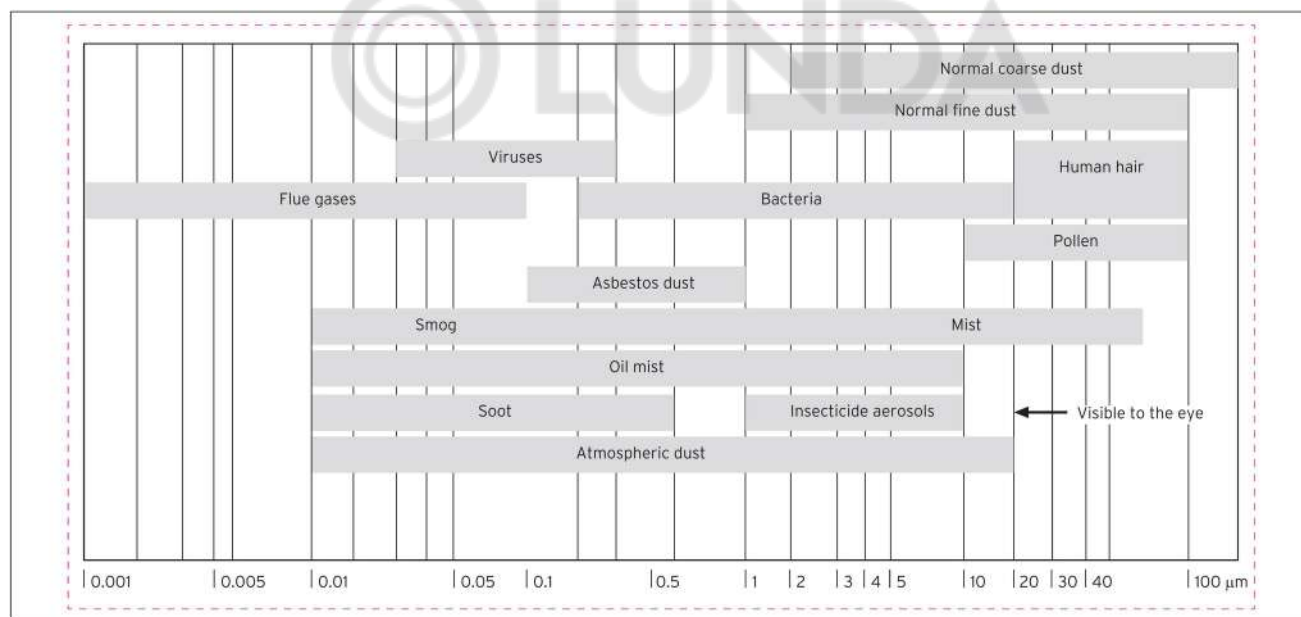 LUNDA
Normal coarse dust
Normal fine dust
Viruses
Human hair
Flue gases
Bacteria
Pollen
Asbestos dust
Smog
Mist
Oil mist
Soot
Insecticide aerosols
Visible to the eye
Atmospheric dust
0.001 0.005 0.01 0.05 0.1 0.5 1 2 3 4 5 10 20 30 40 100 µm